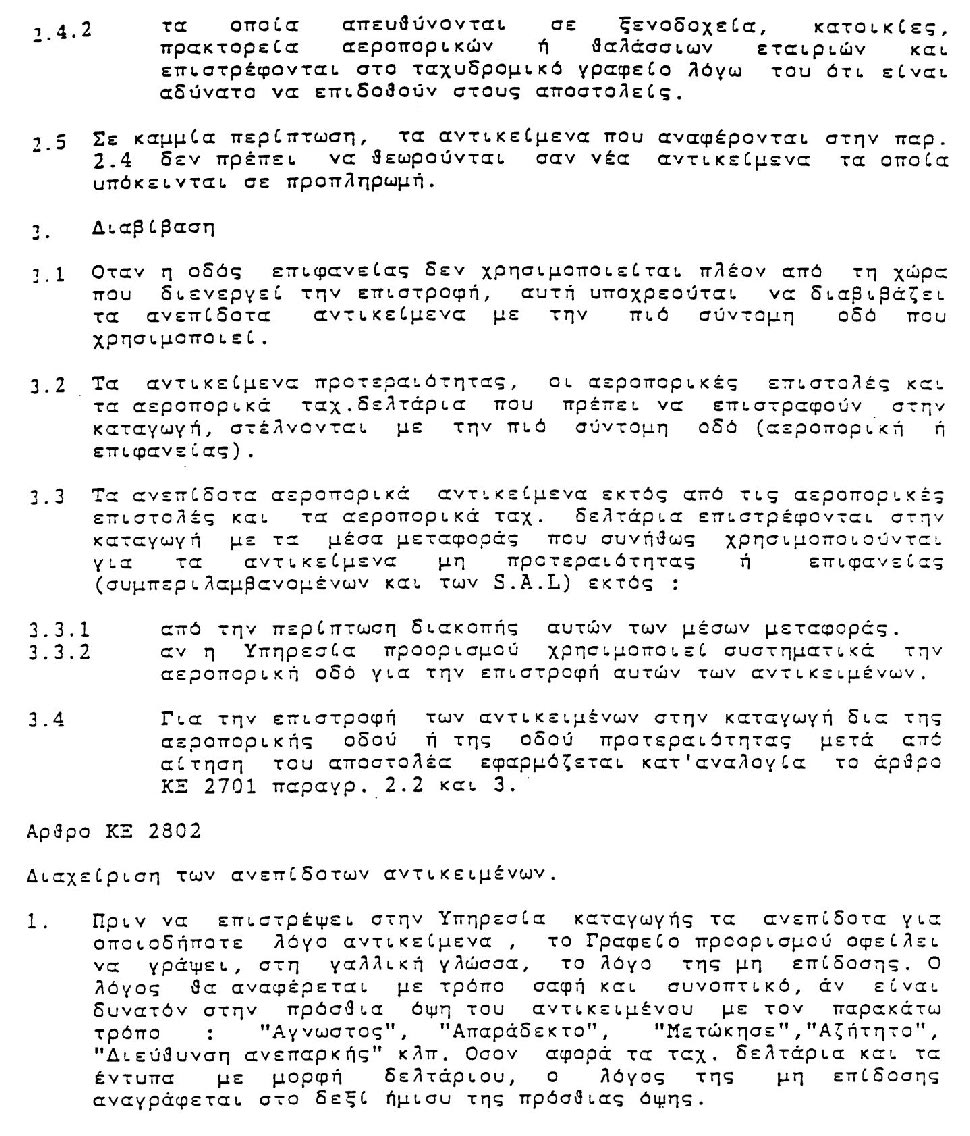 2.4.2 τα οποία απευθύνονται σε ξενοδοχεία, κατοικίες,
πρακτορεία αεροπορικών ή θαλάσσιων εταιριών και
επιστρέφονται στο ταχυδρομικό γραφείο λόγω του ότι είναι
αδύνατο να επιδοθούν στους αποστολείς.
2.5 Σε καμμία περίπτωση, τα αντικείμενα που αναφέρονται στην παρ.
2.4 δεν πρέπει να θεωρούνται σαν νέα αντικείμενα τα οποία
υπόκεινται σε προπληρωμή.
3. Διαβίβαση
3.1 Οταν η οδός επιφανείας δεν χρησιμοποιείται πλέον από τη χώρα
που διενεργεί την επιστροφή, αυτή υποχρεούται να διαβιβάζει
τα ανεπίδοτα αντικείμενα με την πιό σύντομη οδό που
χρησιμοποιεί.
3.2 Τα αντικείμενα προτεραιότητας, οι αεροπορικές επιστολές και
τα αεροπορικά ταχ.δελτάρια που πρέπει να επιστραφούν στην
καταγωγή, στέλνονται με την πιό σύντομη οδό (αεροπορική ή
επιφανείας).
3.3 Τα ανεπίδοτα αεροπορικά αντικείμενα εκτός από τις αεροπορικές
επιστολές και τα αεροπορικά ταχ. δελτάρια επιστρέφονται στην
καταγωγή με τα μέσα μεταφοράς που συνήθως χρησιμοποιούνται
για τα αντικείμενα μη προτεραιότητας ή επιφανείας
(συμπεριλαμβανομένων και των S.A.L) εκτός :
3.3.1 από την περίπτωση διακοπής αυτών των μέσων μεταφοράς.
3.3.2 αν η Υπηρεσία προορισμού χρησιμοποιεί συστηματικά την
αεροπορική οδό για την επιστροφή αυτών των αντικειμένων.
3.4 Για την επιστροφή των αντικειμένων στην καταγωγή δια της
αεροπορικής οδού ή της οδού προτεραιότητας μετά από
αίτηση του αποστολέα εφαρμόζεται κατ'αναλογία το άρθρο
ΚΞ 2701 παραγρ. 2.2 και 3.
Αρθρο ΚΞ 2802
Διαχείριση των ανεπίδοτων αντικειμένων.
1. Πριν να επιστρέψει στην Υπηρεσία καταγωγής τα ανεπίδοτα για
οποιοδήποτε λόγο αντικείμενα , το Γραφείο προορισμού οφείλει
να γράψει, στη γαλλική γλώσσα, το λόγο της μη επίδοσης. Ο
λόγος θα αναφέρεται με τρόπο σαφή και συνοπτικό, άν είναι
δυνατόν στην πρόσθια όψη του αντικειμένου με τον παρακάτω
τρόπο : "Αγνωστος", "Απαράδεκτο", "Μετώκησε","Αζήτητο",
"Διεύθυνση ανεπαρκής" κλπ. Οσον αφορά τα ταχ. δελτάρια και τα
έντυπα με μορφή δελτάριου, ο λόγος της μη επίδοσης
αναγράφεται στο δεξί ήμισυ της πρόσθιας όψης.